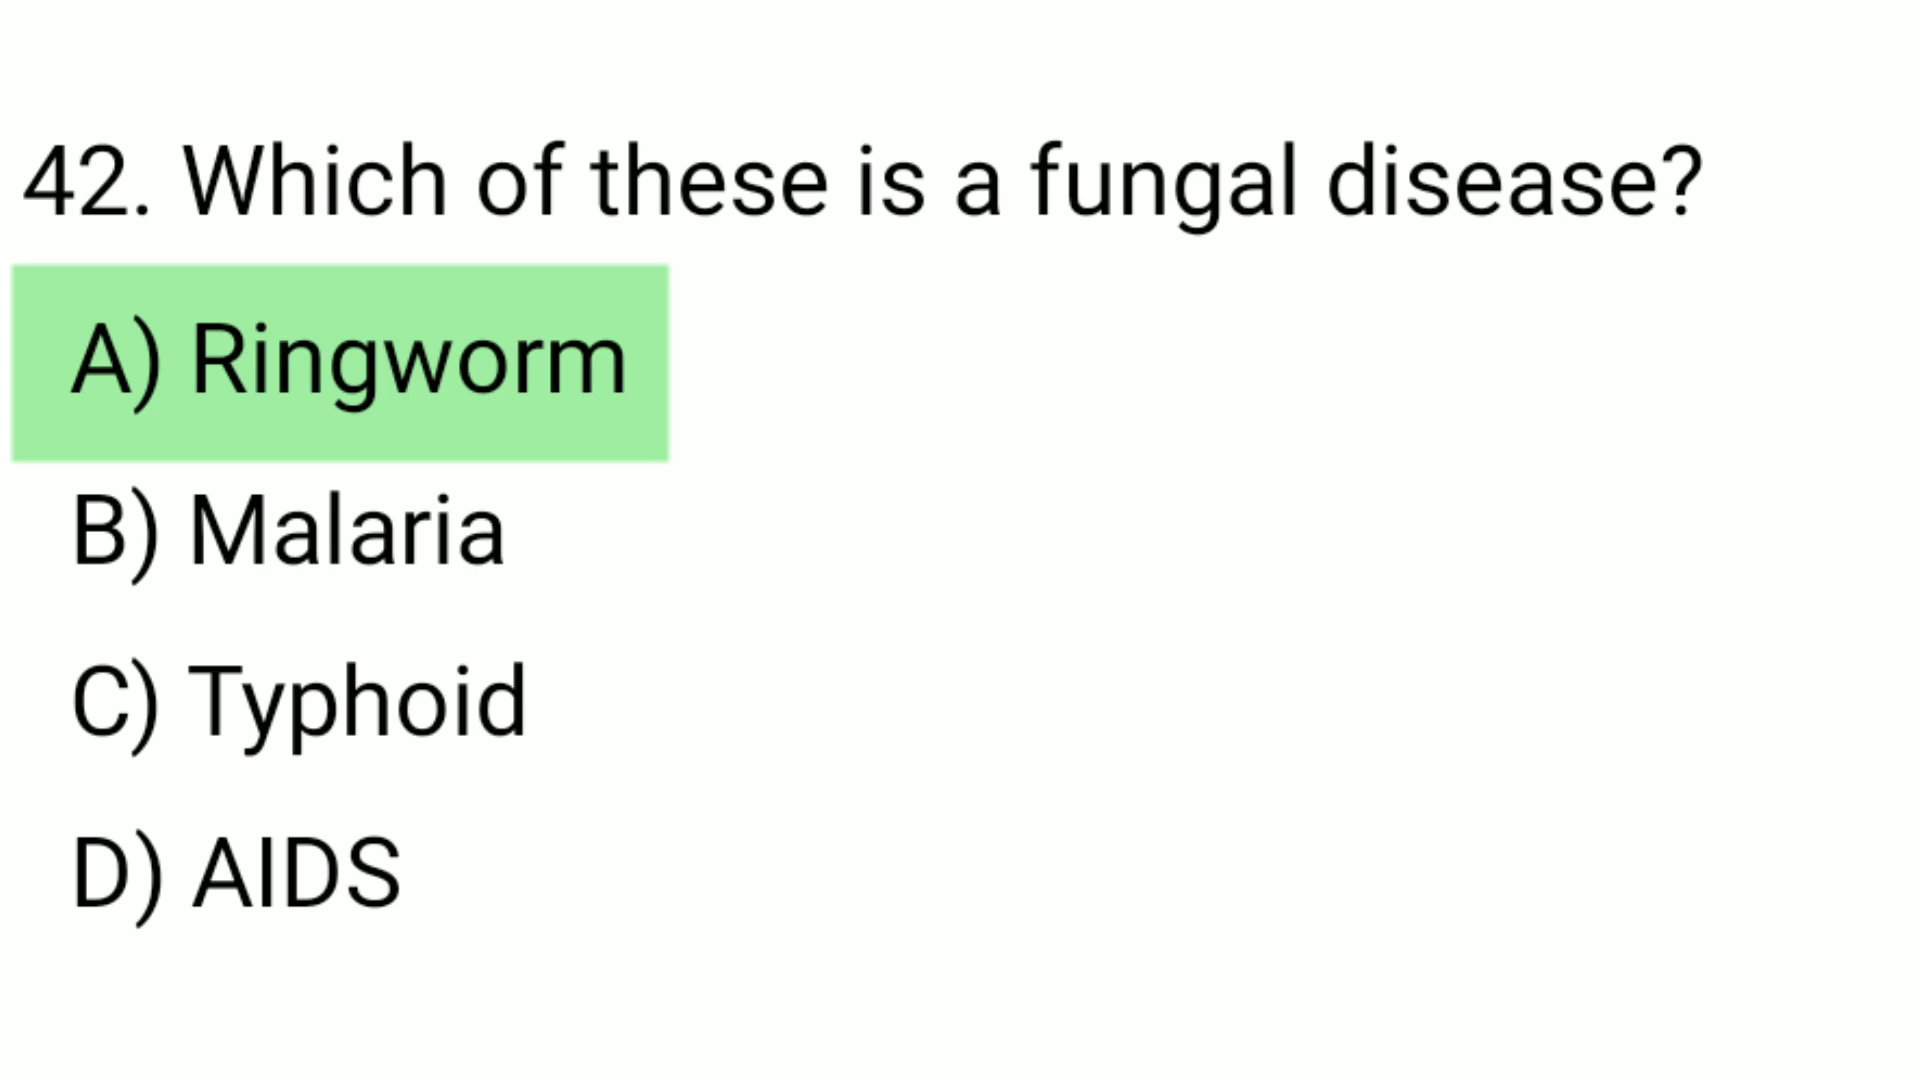 42. Which of these is a fungal disease?
A) Ringworm
B) Malaria
C) Typhoid
D) AIDS